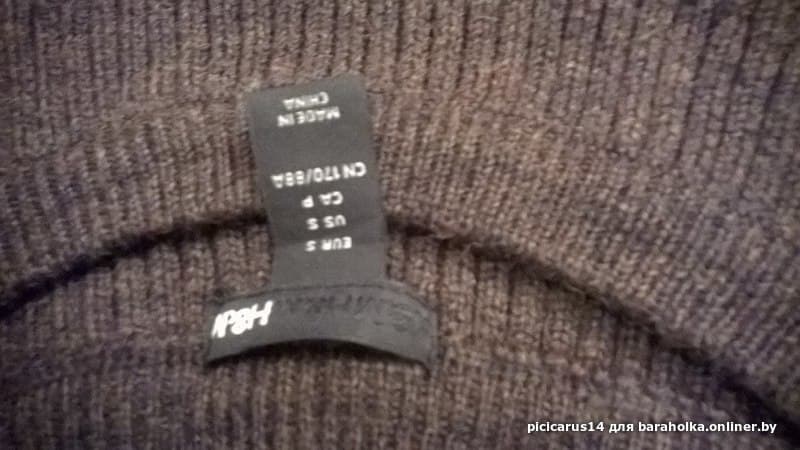 H&M
EUR S
US S
CA P
CN 170/88A
MADE IN
CHINA
picicarus14 для baraholka.onliner.by